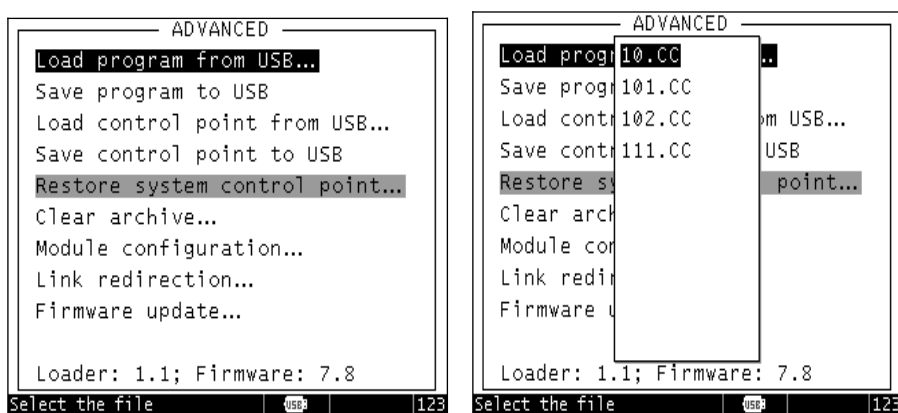 ADVANCED
Load program from USB...
Save program to USB
Load control point from USB...
Save control point to USB
Restore system control point...
Clear archive...
Module configuration...
Link redirection...
Firmware update...
Loader: 1.1; Firmware: 7.8
Select the file USB 123
ADVANCED
Load progr 10.CC ..
Save progr 101.CC
Load contr 102.CC om USB...
Save contr 111.CC USB
Restore sy point...
Clear arch
Module con
Link redir
Firmware u
Loader: 1.1; Firmware: 7.8
Select the file USB 123